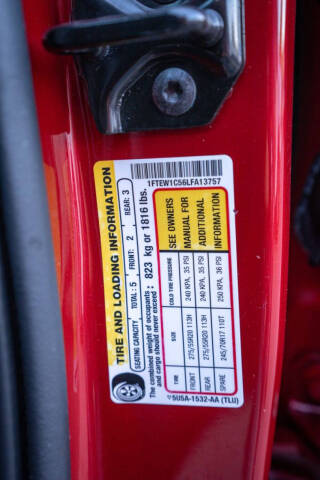 1FTEW1C56LFA13757
TIRE AND LOADING INFORMATION
SEATING CAPACITY TOTAL: 5 FRONT: 2 REAR: 3
The combined weight of occupants
and cargo should never exceed : 823 kg or 1816 lbs.
TIRE SIZE COLD TIRE PRESSURE
FRONT 275/55R20 113H 240 KPA, 35 PSI
REAR 275/55R20 113H 240 KPA, 35 PSI
SPARE 245/70R17 110T 250 KPA, 36 PSI
SEE OWNERS
MANUAL FOR
ADDITIONAL
INFORMATION
5U5A-1532-AA (TLU)